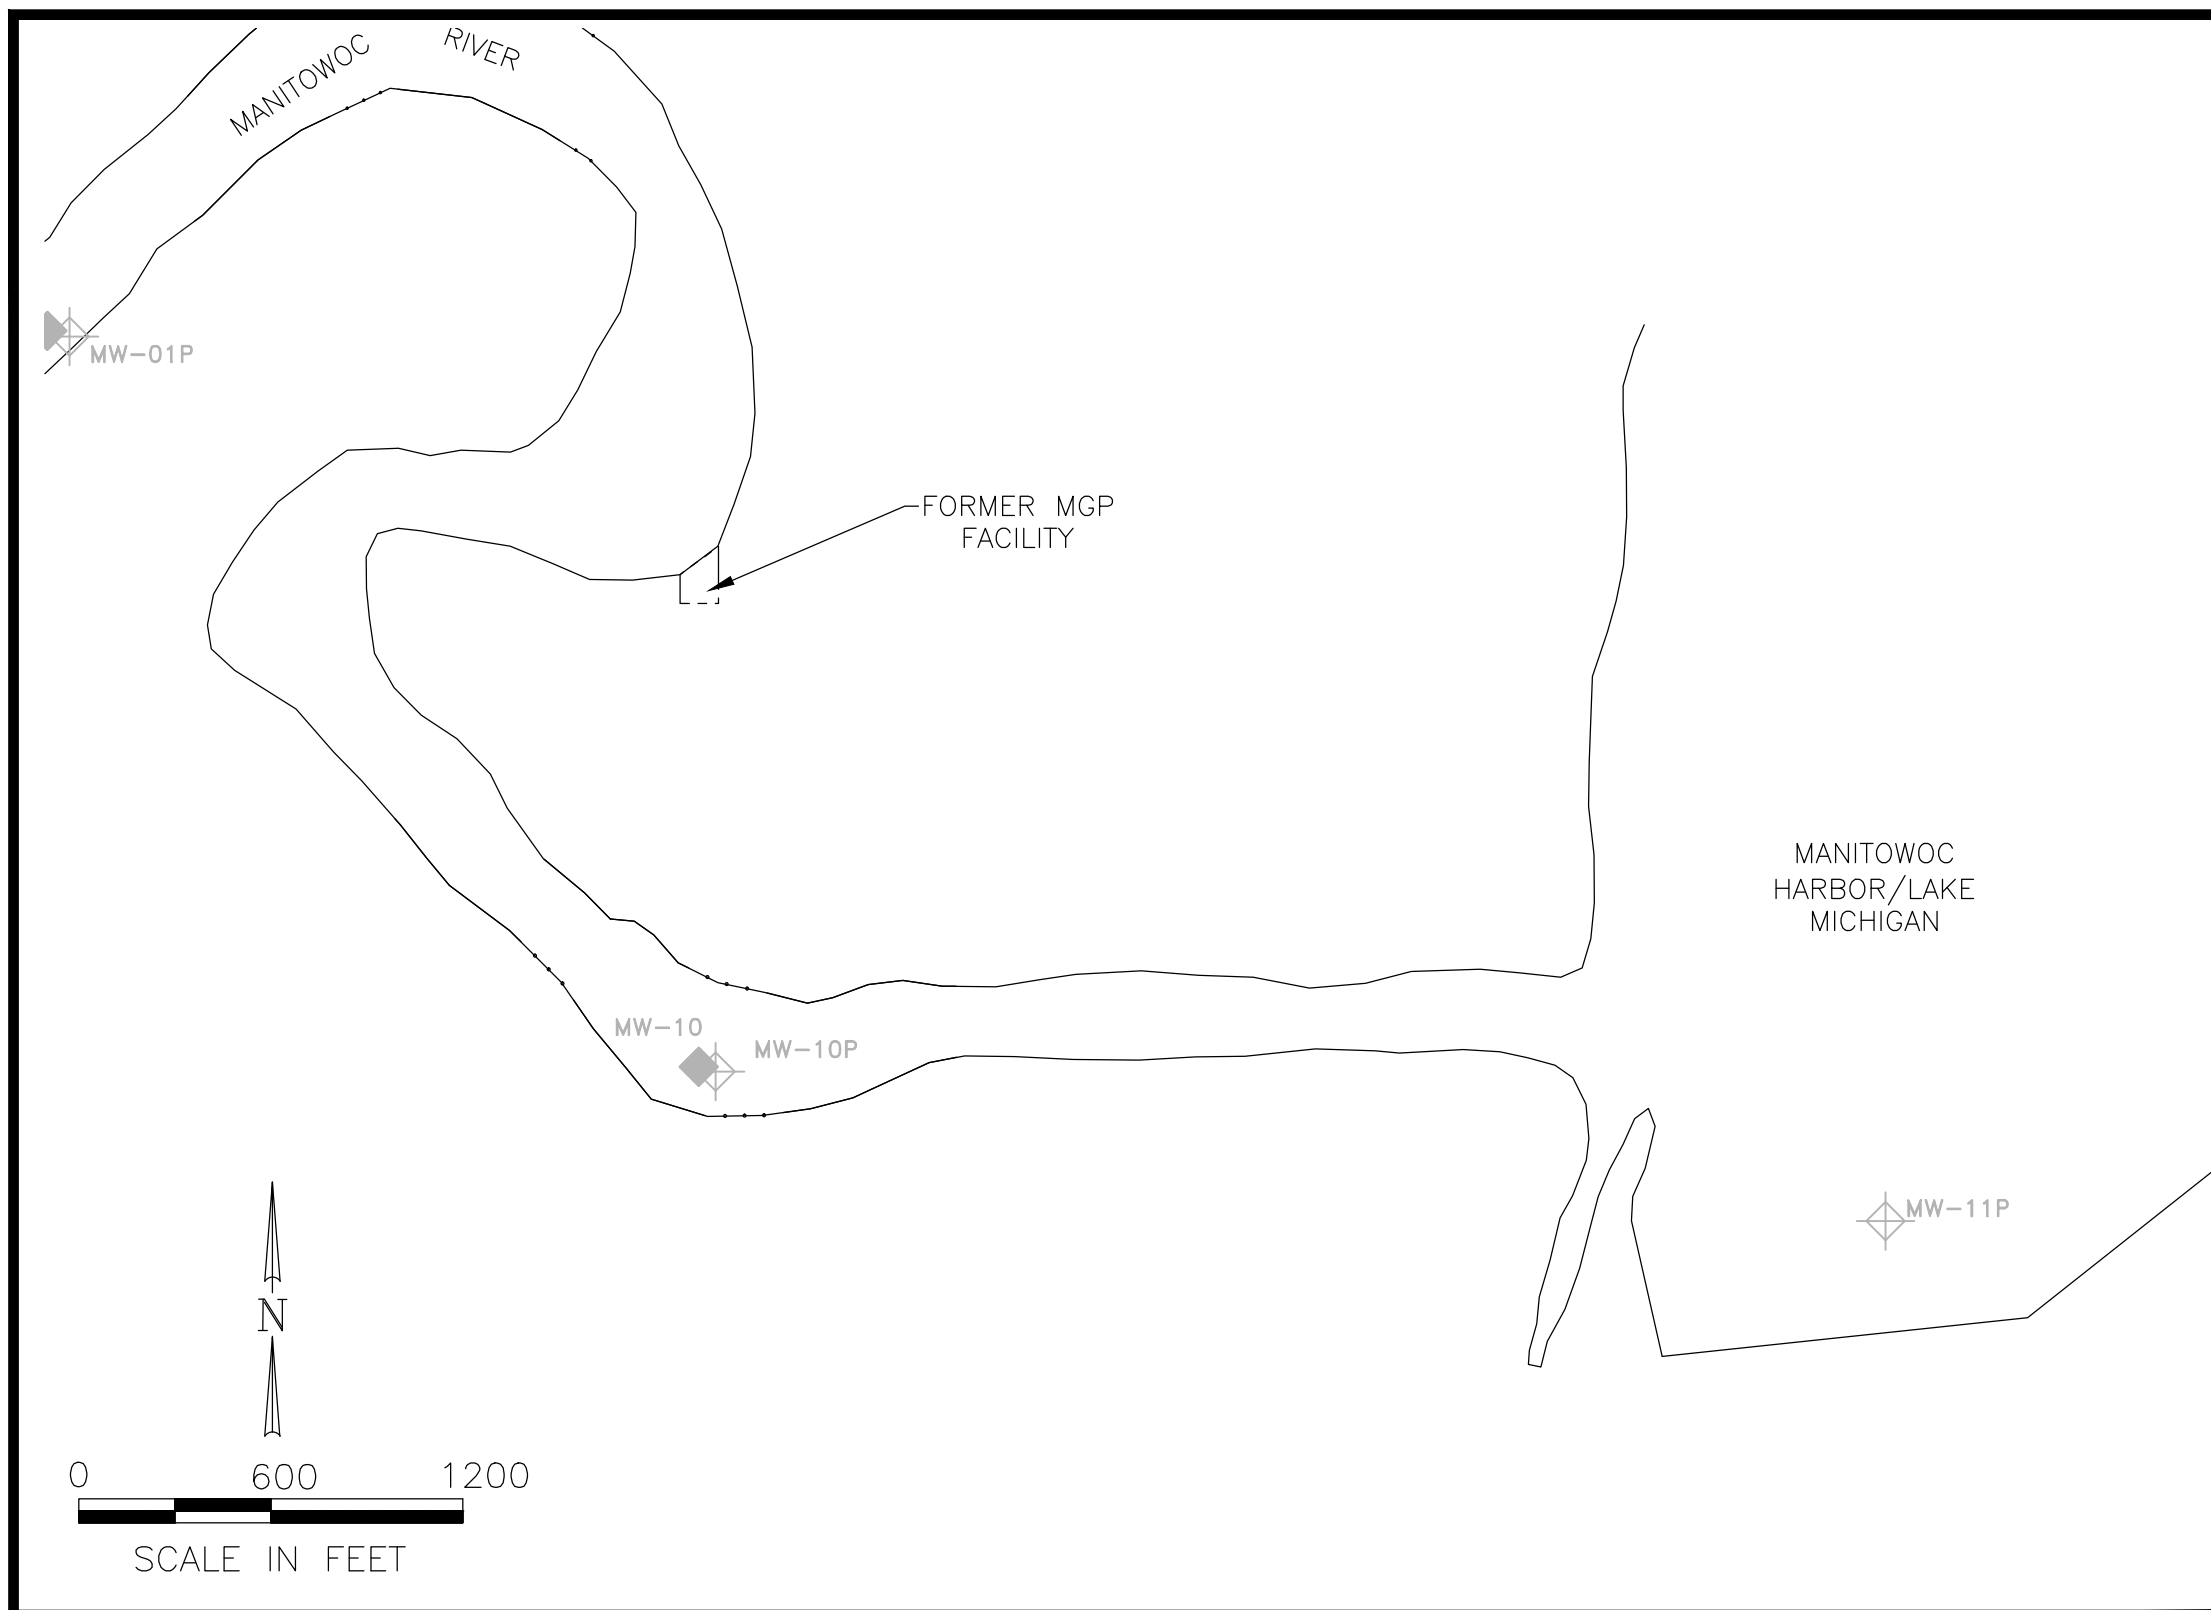 MANITOWOC RIVER
MW-01P
FORMER MGP
FACILITY
MANITOWOC
HARBOR/LAKE
MICHIGAN
MW-10
MW-10P
MW-11P
N
0 600 1200
SCALE IN FEET